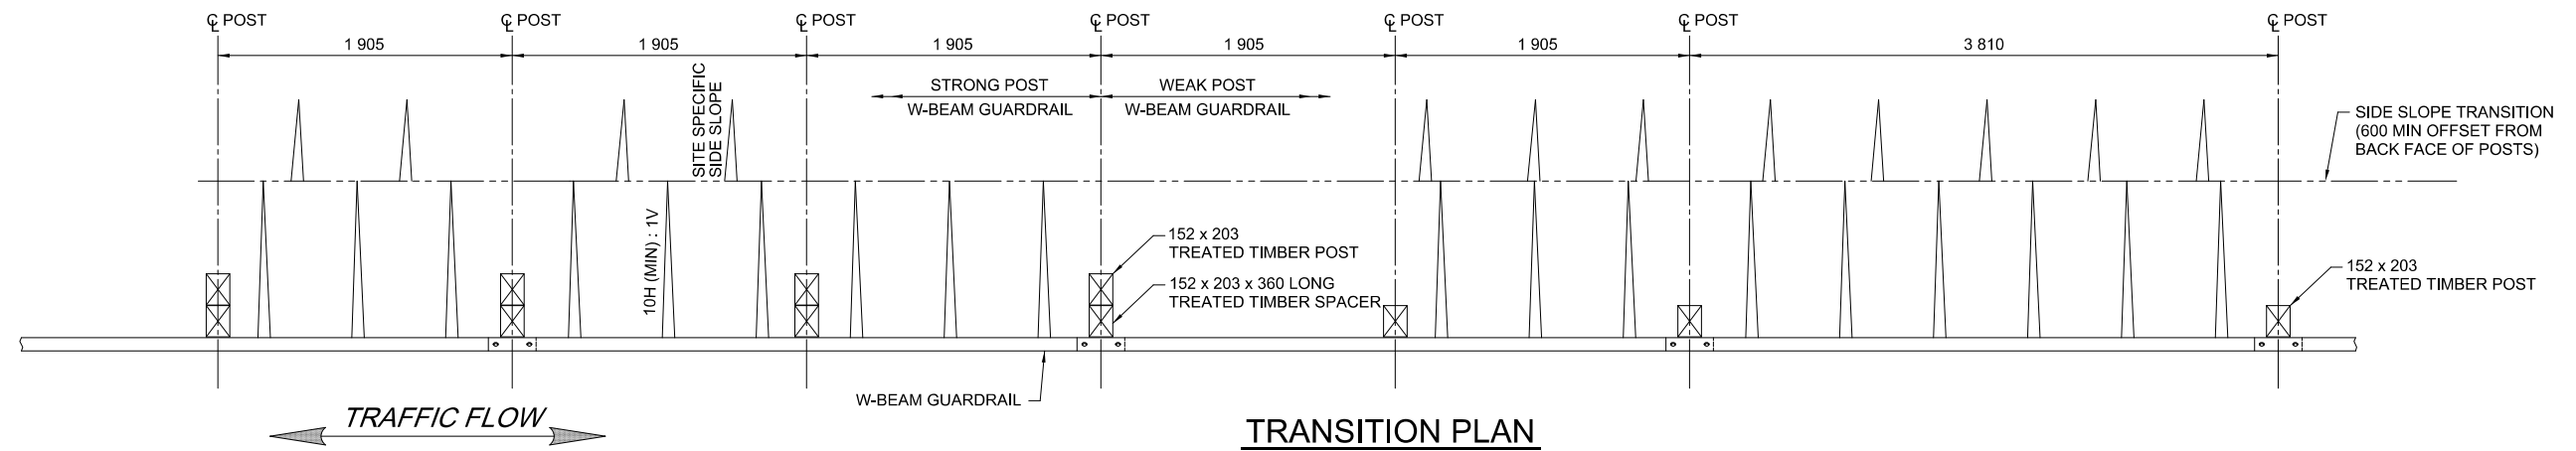 ℄ POST ℄ POST ℄ POST ℄ POST ℄ POST ℄ POST ℄ POST
1 905 1 905 1 905 1 905 1 905 3 810
SITE SPECIFIC
SIDE SLOPE
STRONG POST
W-BEAM GUARDRAIL
WEAK POST
W-BEAM GUARDRAIL
SIDE SLOPE TRANSITION
(600 MIN OFFSET FROM
BACK FACE OF POSTS)
10H (MIN) : 1V
152 x 203
TREATED TIMBER POST
152 x 203 x 360 LONG
TREATED TIMBER SPACER
152 x 203
TREATED TIMBER POST
W-BEAM GUARDRAIL
TRAFFIC FLOW
TRANSITION PLAN